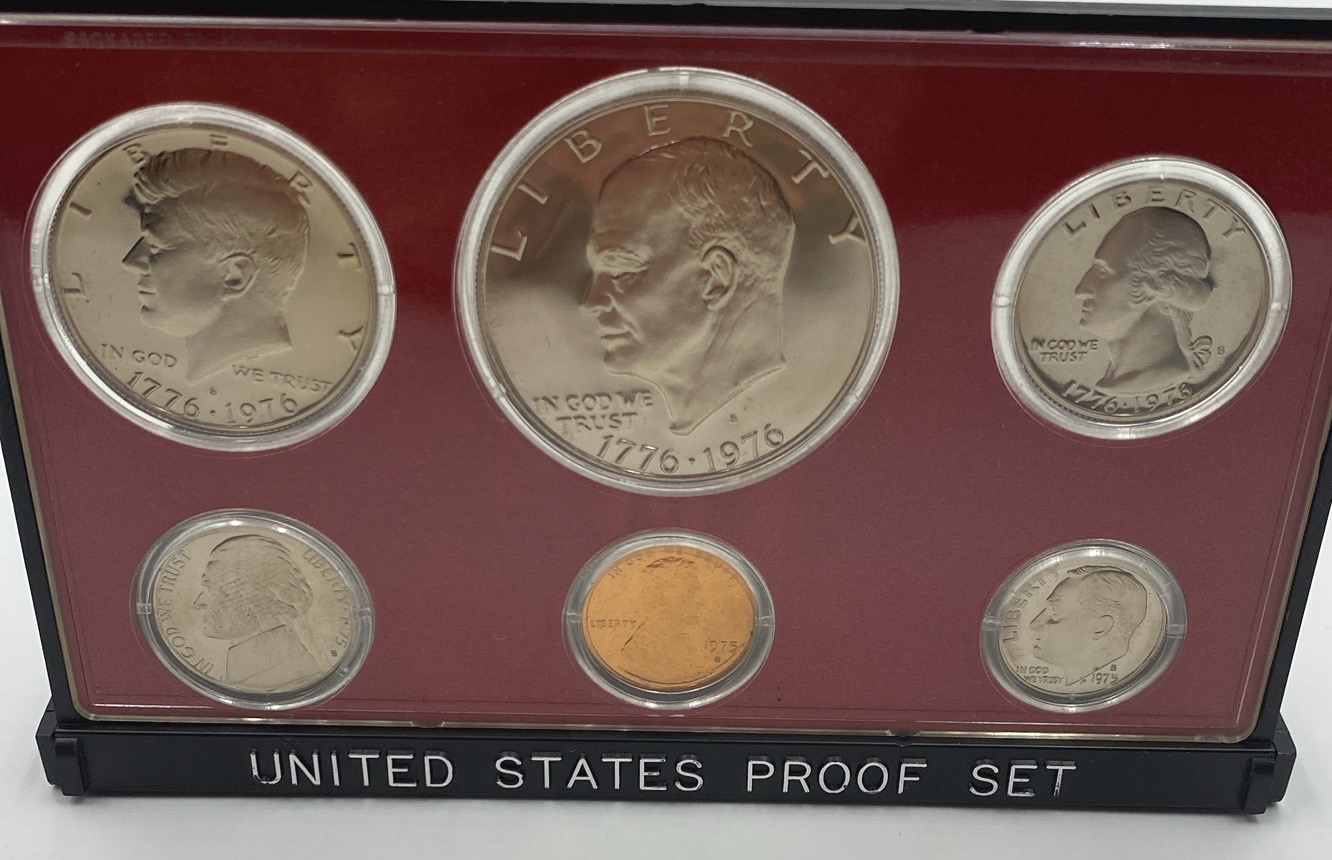 PACKAGED BY
LIBERTY
IN GOD WE TRUST
S
1776 · 1976
LIBERTY
IN GOD WE
TRUST
S
1776 · 1976
LIBERTY
IN GOD WE
TRUST
S
1776 · 1976
IN GOD WE TRUST
LIBERTY
1975
S
LIBERTY
1975
S
LIBERTY
IN GOD
WE TRUST
S
1975
UNITED STATES PROOF SET